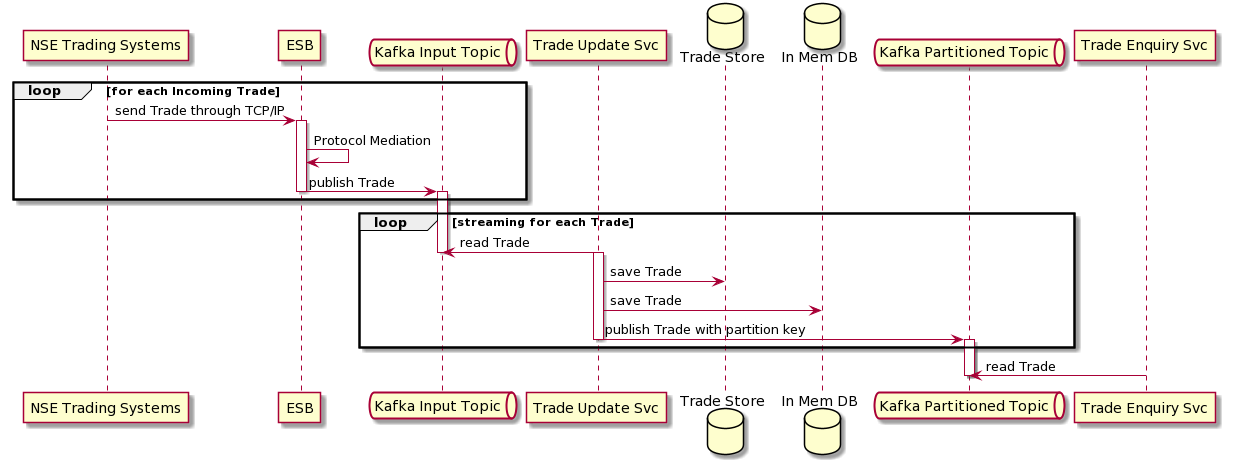 NSE Trading Systems
ESB
Kafka Input Topic
Trade Update Svc
Trade Store
In Mem DB
Kafka Partitioned Topic
Trade Enquiry Svc
loop [for each Incoming Trade]
send Trade through TCP/IP
Protocol Mediation
publish Trade
loop [streaming for each Trade]
read Trade
save Trade
save Trade
publish Trade with partition key
read Trade
NSE Trading Systems
ESB
Kafka Input Topic
Trade Update Svc
Trade Store
In Mem DB
Kafka Partitioned Topic
Trade Enquiry Svc